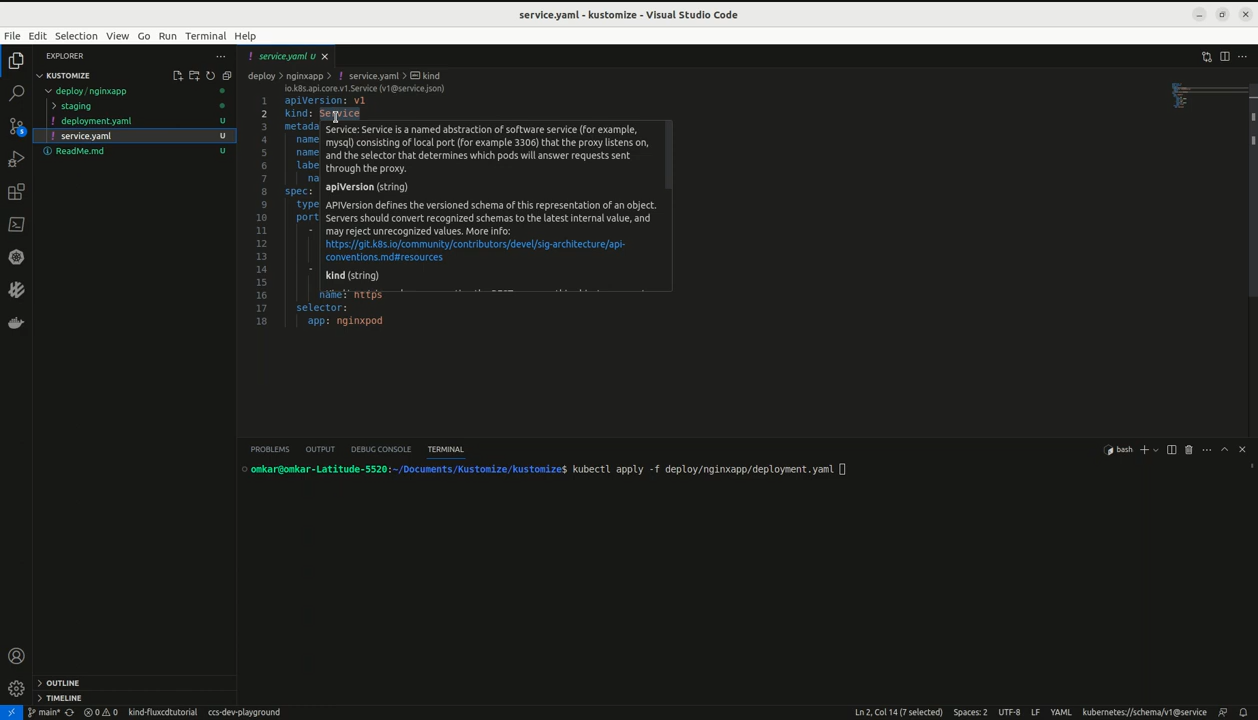 service.yaml - kustomize - Visual Studio Code
File Edit Selection View Go Run Terminal Help
EXPLORER
KUSTOMIZE
deploy / nginxapp
staging
deployment.yaml U
service.yaml U
ReadMe.md U
5
OUTLINE
TIMELINE
service.yaml U
deploy > nginxapp > service.yaml > kind
io.k8s.api.core.v1.Service (v1@service.json)
1 apiVersion: v1
2 kind: Service
3 metada
4 name
5 name
6 labe
7 na
8 spec:
9 type
10 port
11 -
12
13
14 -
15
16 name: https
17 selector:
18 app: nginxpod
Service: Service is a named abstraction of software service (for example,
mysql) consisting of local port (for example 3306) that the proxy listens on,
and the selector that determines which pods will answer requests sent
through the proxy.
apiVersion (string)
APIVersion defines the versioned schema of this representation of an object.
Servers should convert recognized schemas to the latest internal value, and
may reject unrecognized values. More info:
https://git.k8s.io/community/contributors/devel/sig-architecture/api-
conventions.md#resources
kind (string)
PROBLEMS OUTPUT DEBUG CONSOLE TERMINAL
bash
omkar@omkar-Latitude-5520:~/Documents/Kustomize/kustomize$ kubectl apply -f deploy/nginxapp/deployment.yaml
main* 0 0 kind-fluxcdtutorial ccs-dev-playground
Ln 2, Col 14 (7 selected) Spaces: 2 UTF-8 LF YAML kubernetes://schema/v1@service